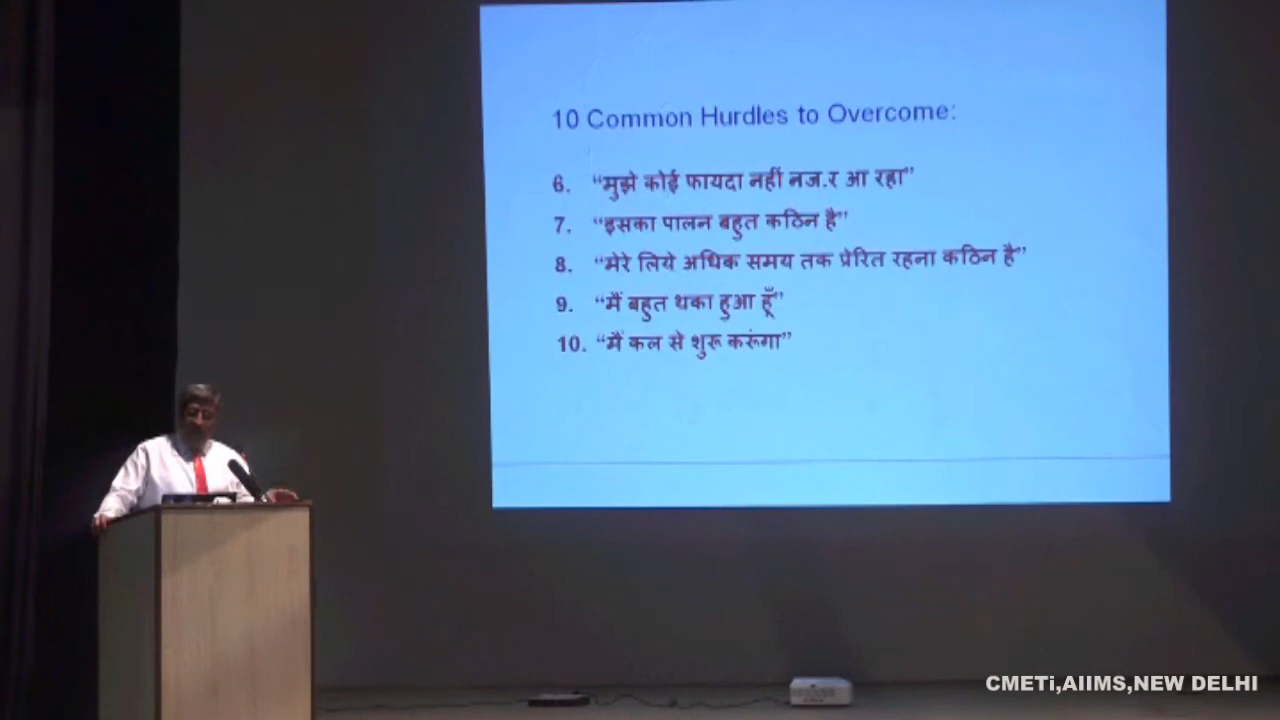 10 Common Hurdles to Overcome:
6. “मुझे कोई फायदा नहीं नज.र आ रहा”
7. “इसका पालन बहुत कठिन है”
8. “मेरे लिये अधिक समय तक प्रेरित रहना कठिन है”
9. “मैं बहुत थका हुआ हूँ”
10. “मैं कल से शुरू करूंगा”
CMETi,AIIMS,NEW DELHI